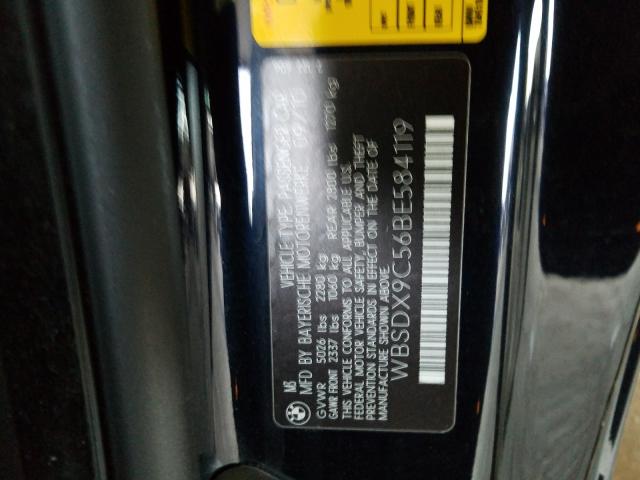 M5
VEHICLE TYPE PASSENGER CAR
MFD BY BAYERISCHE MOTORENWERKE 09/10
GVWR 5026 lbs 2280 kg
GAWR FRONT 2337 lbs 1060 kg REAR 2800 lbs 1270 kg
THIS VEHICLE CONFORMS TO ALL APPLICABLE U.S.
FEDERAL MOTOR VEHICLE SAFETY, BUMPER AND THEFT
PREVENTION STANDARDS IN EFFECT ON THE DATE OF
MANUFACTURE SHOWN ABOVE.
WBSDX9C56BE584119